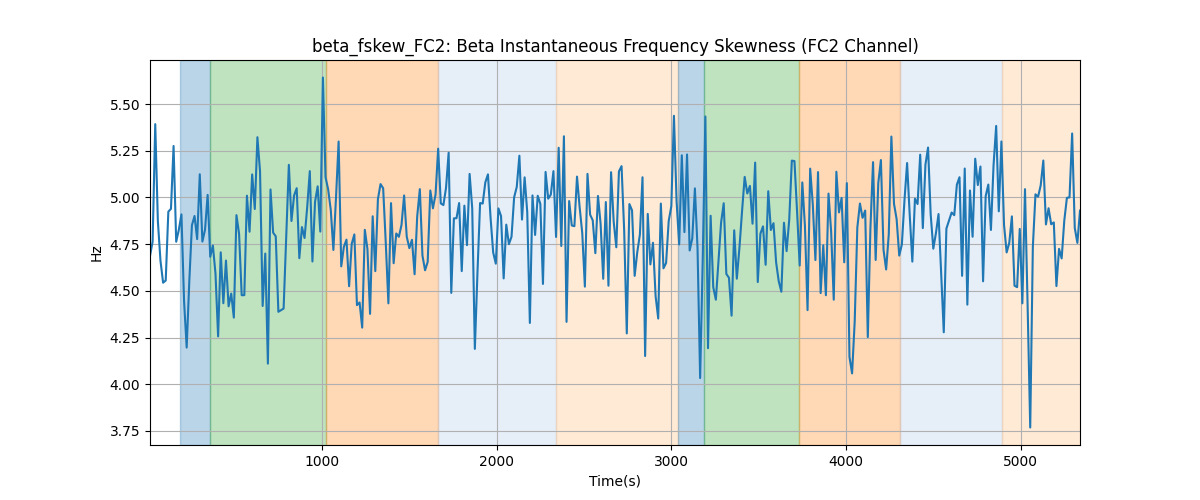 beta_fskew_FC2: Beta Instantaneous Frequency Skewness (FC2 Channel)
5.50
5.25
5.00
4.75
4.50
4.25
4.00
3.75
Hz
1000 2000 3000 4000 5000
Time(s)